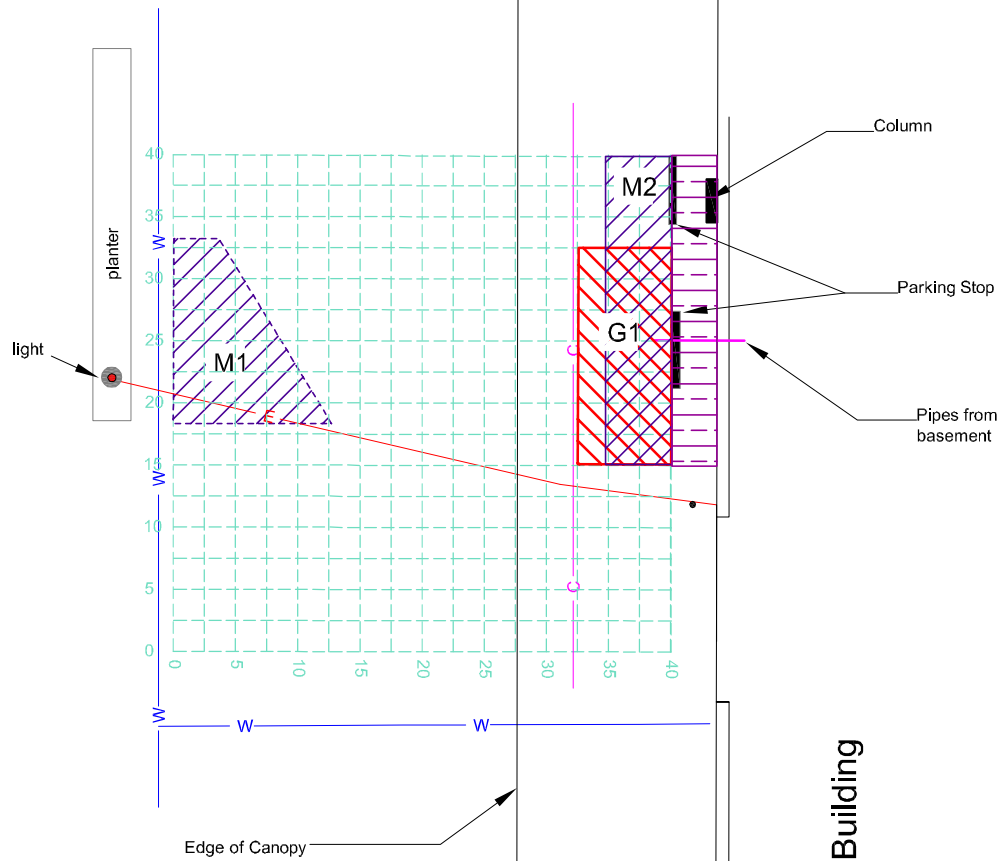 Column
40
M2
35
W
planter
30
Parking Stop
G1
25
C
light
M1
20
E
Pipes from
basement
W
15
10
5
C
0
0
5
10
15
20
25
30
35
40
W
W
W
Building
Edge of Canopy